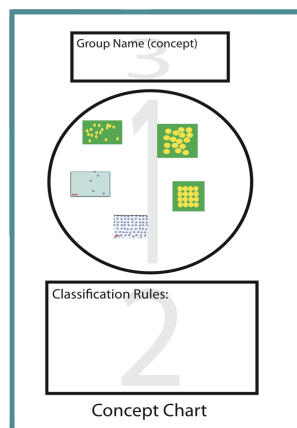 Group Name (concept)
3
1
Classification Rules:
2
Concept Chart